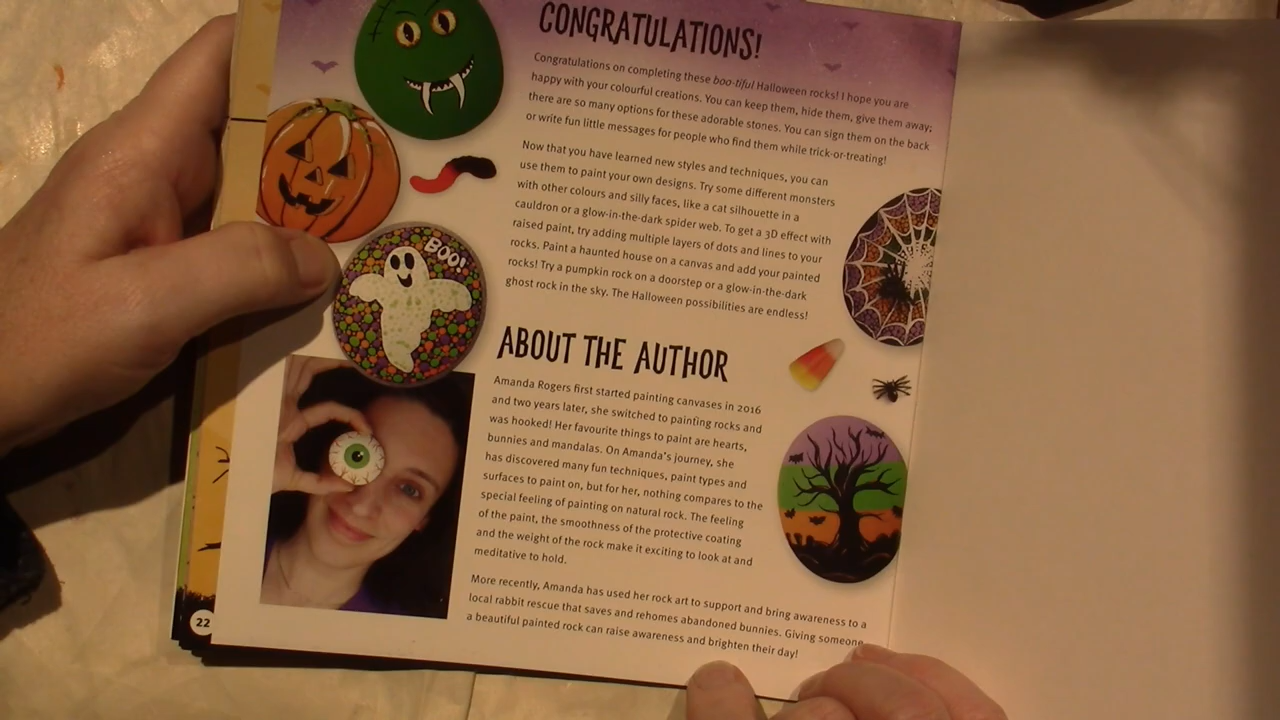 CONGRATULATIONS!
Congratulations on completing these boo-tiful Halloween rocks! I hope you are
happy with your colourful creations. You can keep them, hide them, give them away;
there are so many options for these adorable stones. You can sign them on the back
or write fun little messages for people who find them while trick-or-treating!
Now that you have learned new styles and techniques, you can
use them to paint your own designs. Try some different monsters
with other colours and silly faces, like a cat silhouette in a
cauldron or a glow-in-the-dark spider web. To get a 3D effect with
raised paint, try adding multiple layers of dots and lines to your
rocks. Paint a haunted house on a canvas and add your painted
rocks! Try a pumpkin rock on a doorstep or a glow-in-the-dark
ghost rock in the sky. The Halloween possibilities are endless!
BOO!
ABOUT THE AUTHOR
Amanda Rogers first started painting canvases in 2016
and two years later, she switched to painting rocks and
was hooked! Her favourite things to paint are hearts,
bunnies and mandalas. On Amanda's journey, she
has discovered many fun techniques, paint types and
surfaces to paint on, but for her, nothing compares to the
special feeling of painting on natural rock. The feeling
of the paint, the smoothness of the protective coating
and the weight of the rock make it exciting to look at and
meditative to hold.
More recently, Amanda has used her rock art to support and bring awareness to a
local rabbit rescue that saves and rehomes abandoned bunnies. Giving someone
a beautiful painted rock can raise awareness and brighten their day!
22